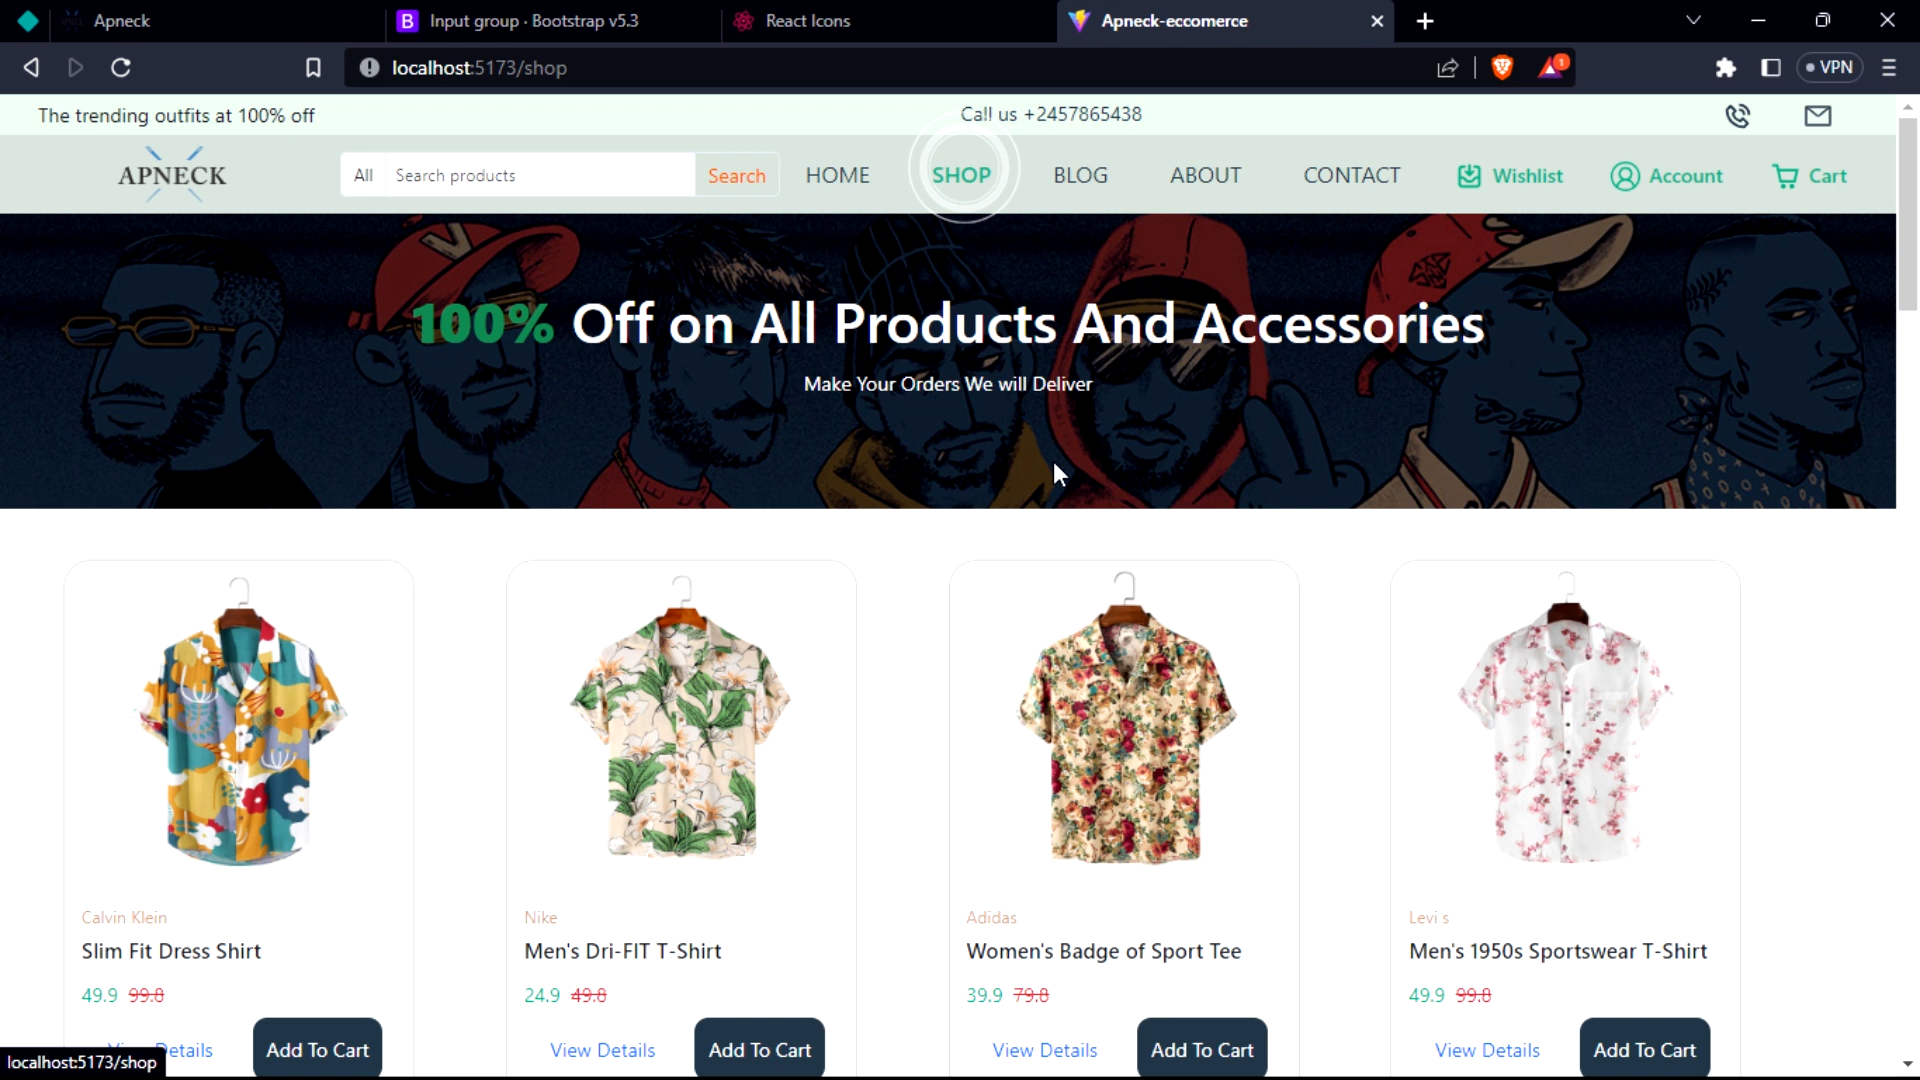 Apneck
B Input group · Bootstrap v5.3
React Icons
Apneck-eccomerce
localhost:5173/shop
1
VPN
The trending outfits at 100% off
Call us +2457865438
APNECK
All
Search products
Search
HOME
SHOP
BLOG
ABOUT
CONTACT
Wishlist
Account
Cart
100% Off on All Products And Accessories
Make Your Orders We will Deliver
Calvin Klein
Slim Fit Dress Shirt
49.9 99.8
Details
Add To Cart
Nike
Men's Dri-FIT T-Shirt
24.9 49.8
View Details
Add To Cart
Adidas
Women's Badge of Sport Tee
39.9 79.8
View Details
Add To Cart
Levi s
Men's 1950s Sportswear T-Shirt
49.9 99.8
View Details
Add To Cart
localhost:5173/shop